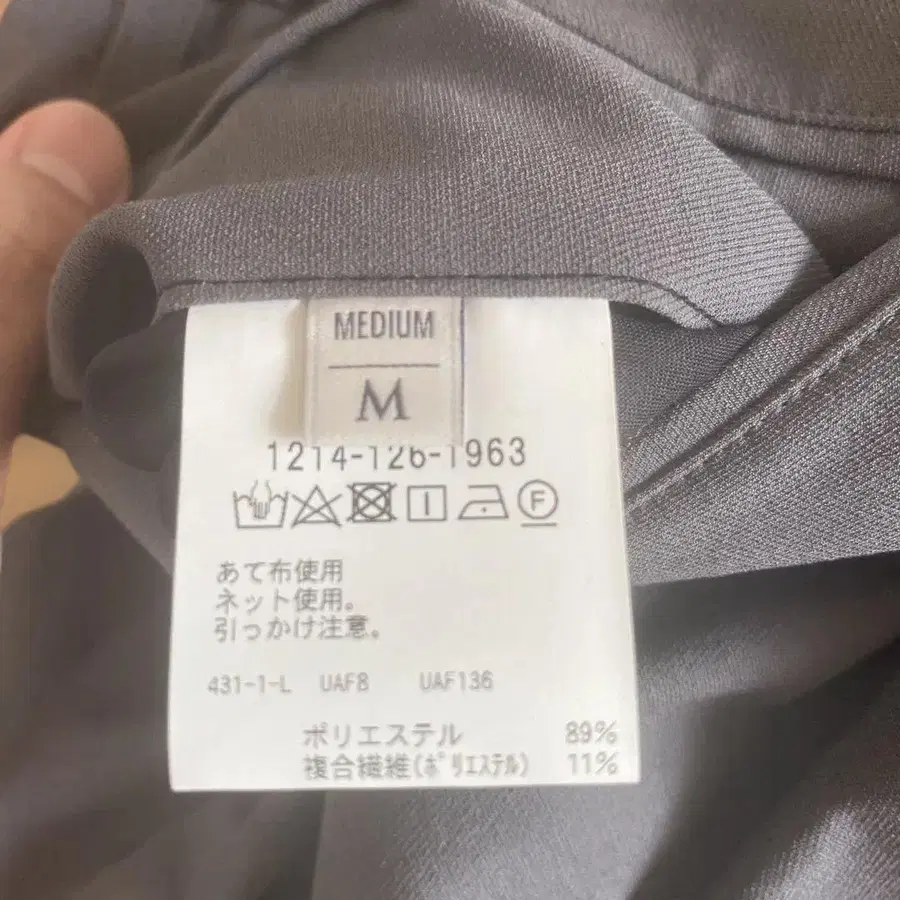 MEDIUM
M
1214-126-1963
F
あて布使用
ネット使用。
引っかけ注意。
431-1-L UAF8 UAF136
ポリエステル 89%
複合繊維(ﾎﾟﾘｴｽﾃﾙ) 11%